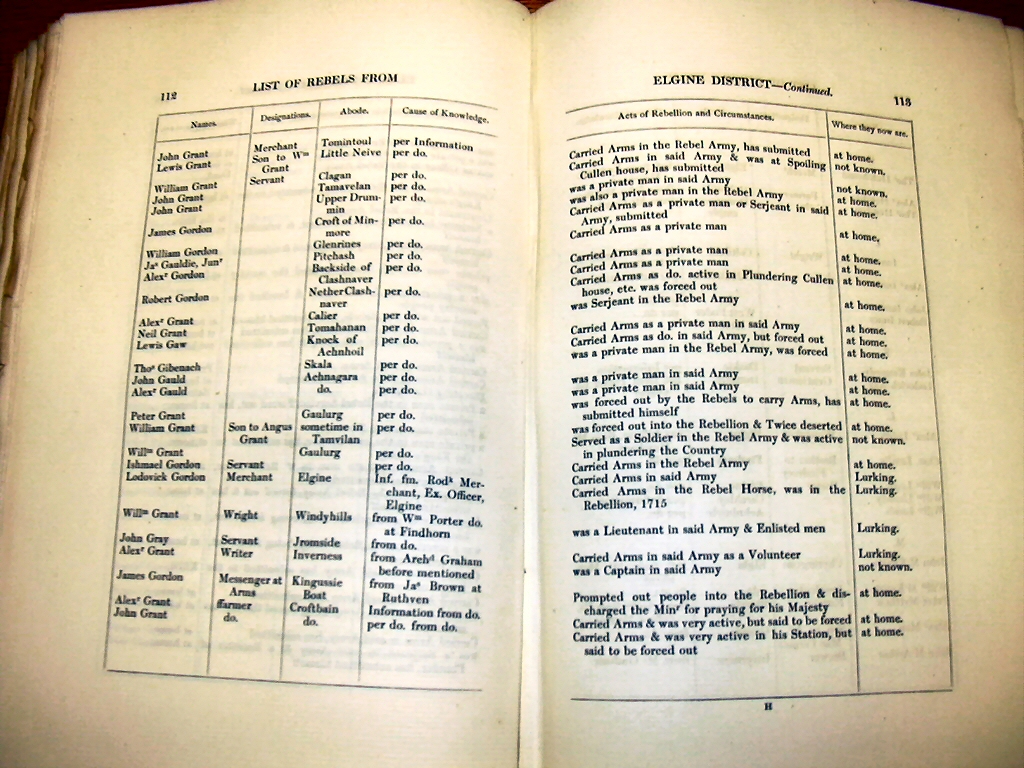 112
LIST OF REBELS FROM
Names. Designations. Abode. Cause of Knowledge.
John Grant Merchant Tomintoul per Information
Lewis Grant Son to Wm Grant Little Neive per do.
William Grant Servant Clagan per do.
John Grant Tamavelan per do.
John Grant Upper Drum- per do.
min
James Gordon Croft of Min- per do.
more
William Gordon Glenrines per do.
Jas Gauldie, Junr Pitchash per do.
Alexr Gordon Backside of per do.
Clashnaver
Robert Gordon NetherClash- per do.
naver
Alexr Grant Calier per do.
Neil Grant Tomahanan per do.
Lewis Gaw Knock of per do.
Achnhoil
Thos Gibenach Skala per do.
John Gauld Achnagara per do.
Alexr Gauld do. per do.
Peter Grant Gaulurg per do.
William Grant Son to Angus sometime in per do.
Grant Tamvilan
Willm Grant Gaulurg per do.
Ishmael Gordon Servant per do.
Lodovick Gordon Merchant Elgine Inf. fm. Rodk Mer-
chant, Ex. Officer,
Elgine
Willm Grant Wright Windyhills from Wm Porter do.
at Findhorn
John Gray Servant Jromside from do.
Alexr Grant Writer Inverness from Archd Graham
before mentioned
James Gordon Messenger at Kingussie from Jas Brown at
Arms Boat Ruthven
Alexr Grant ffarmer Croftbain Information from do.
John Grant do. do. per do. from do.
ELGINE DISTRICT—Continued.
113
Acts of Rebellion and Circumstances. Where they now are.
Carried Arms in the Rebel Army, has submitted at home.
Carried Arms in said Army & was at Spoiling not known.
Cullen house, has submitted
was a private man in said Army not known.
was also a private man in the Rebel Army at home.
Carried Arms as a private man or Serjeant in said at home.
Army, submitted
Carried Arms as a private man at home.
Carried Arms as a private man at home.
Carried Arms as a private man at home.
Carried Arms as do. active in Plundering Cullen at home.
house, etc. was forced out
was Serjeant in the Rebel Army at home.
Carried Arms as a private man in said Army at home.
Carried Arms as do. in said Army, but forced out at home.
was a private man in the Rebel Army, was forced at home.
was a private man in said Army at home.
was a private man in said Army at home.
was forced out by the Rebels to carry Arms, has at home.
submitted himself
was forced out into the Rebellion & Twice deserted at home.
Served as a Soldier in the Rebel Army & was active not known.
in plundering the Country
Carried Arms in the Rebel Army at home.
Carried Arms in said Army Lurking.
Carried Arms in the Rebel Horse, was in the Lurking.
Rebellion, 1715
was a Lieutenant in said Army & Enlisted men Lurking.
Carried Arms in said Army as a Volunteer Lurking.
was a Captain in said Army not known.
Prompted out people into the Rebellion & dis- at home.
charged the Minr for praying for his Majesty
Carried Arms & was very active, but said to be forced at home.
Carried Arms & was very active in his Station, but at home.
said to be forced out
H